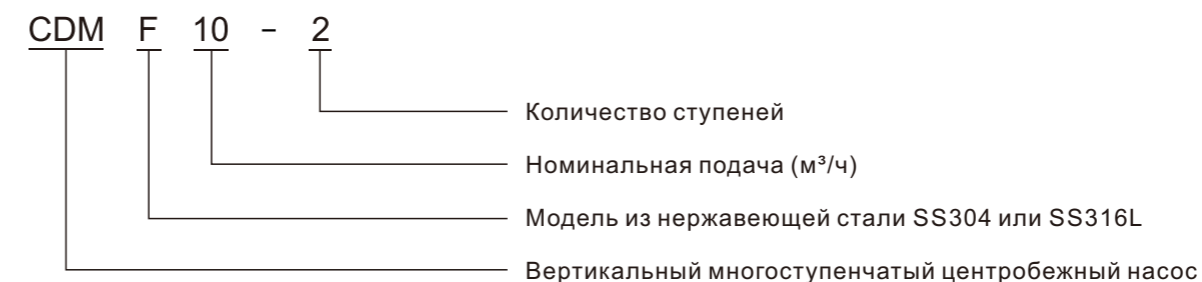 CDM F 10 - 2
Количество ступеней
Номинальная подача (м³/ч)
Модель из нержавеющей стали SS304 или SS316L
Вертикальный многоступенчатый центробежный насос